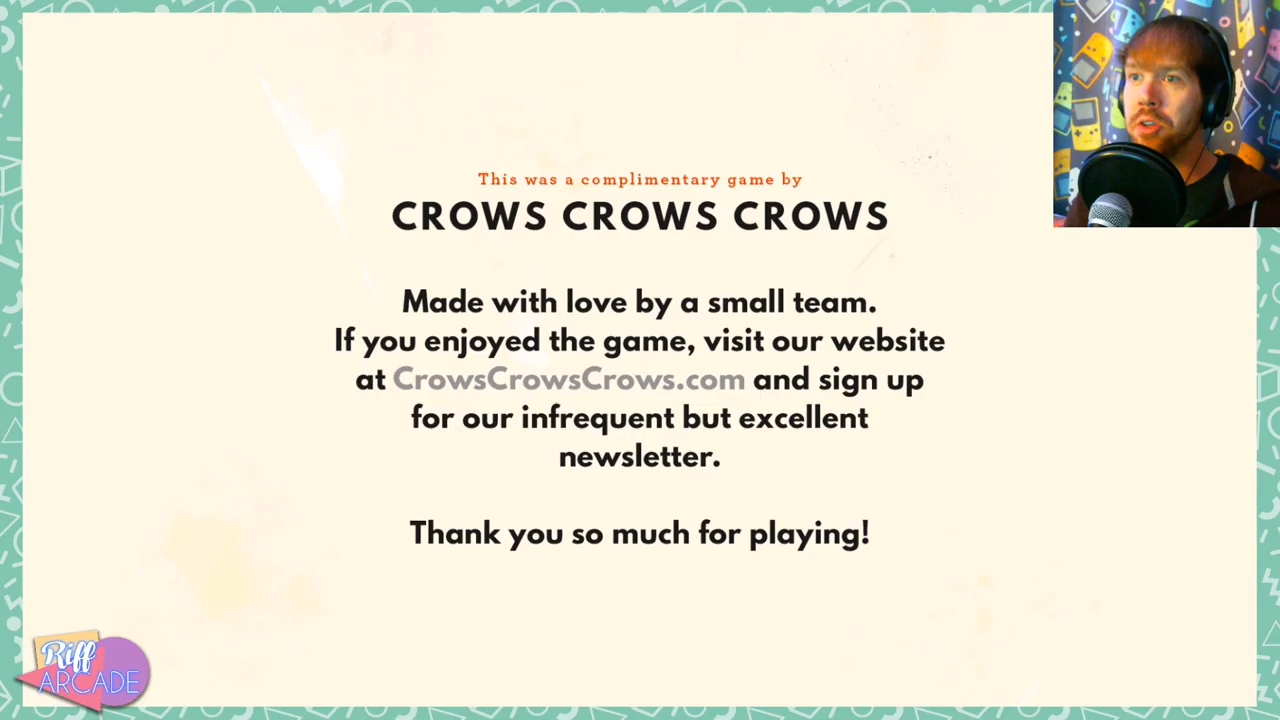 This was a complimentary game by
CROWS CROWS CROWS
Made with love by a small team.
If you enjoyed the game, visit our website
at CrowsCrowsCrows.com and sign up
for our infrequent but excellent
newsletter.
Thank you so much for playing!
Riff
ARCADE